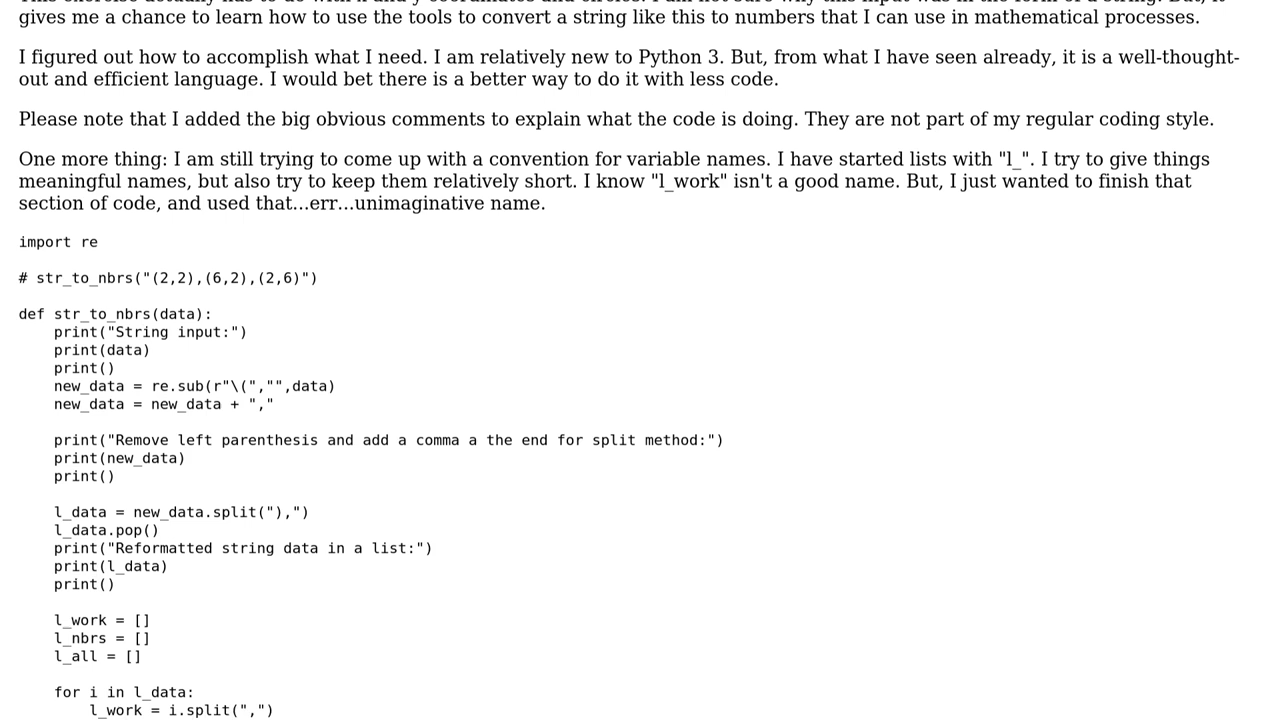 gives me a chance to learn how to use the tools to convert a string like this to numbers that I can use in mathematical processes.
I figured out how to accomplish what I need. I am relatively new to Python 3. But, from what I have seen already, it is a well-thought-
out and efficient language. I would bet there is a better way to do it with less code.
Please note that I added the big obvious comments to explain what the code is doing. They are not part of my regular coding style.
One more thing: I am still trying to come up with a convention for variable names. I have started lists with "l_". I try to give things
meaningful names, but also try to keep them relatively short. I know "l_work" isn't a good name. But, I just wanted to finish that
section of code, and used that...err...unimaginative name.
import re
# str_to_nbrs("(2,2),(6,2),(2,6)")
def str_to_nbrs(data):
    print("String input:")
    print(data)
    print()
    new_data = re.sub(r"\(","",data)
    new_data = new_data + ","
    print("Remove left parenthesis and add a comma a the end for split method:")
    print(new_data)
    print()
    l_data = new_data.split("),")
    l_data.pop()
    print("Reformatted string data in a list:")
    print(l_data)
    print()
    l_work = []
    l_nbrs = []
    l_all = []
    for i in l_data:
        l_work = i.split(",")